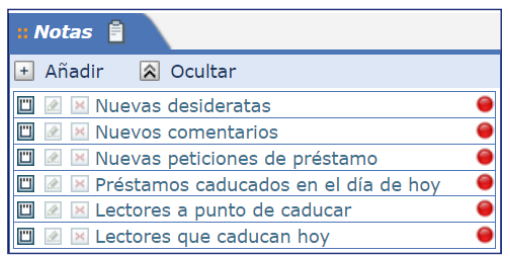 :: Notas
Añadir Ocultar
Nuevas desideratas
Nuevos comentarios
Nuevas peticiones de préstamo
Préstamos caducados en el día de hoy
Lectores a punto de caducar
Lectores que caducan hoy